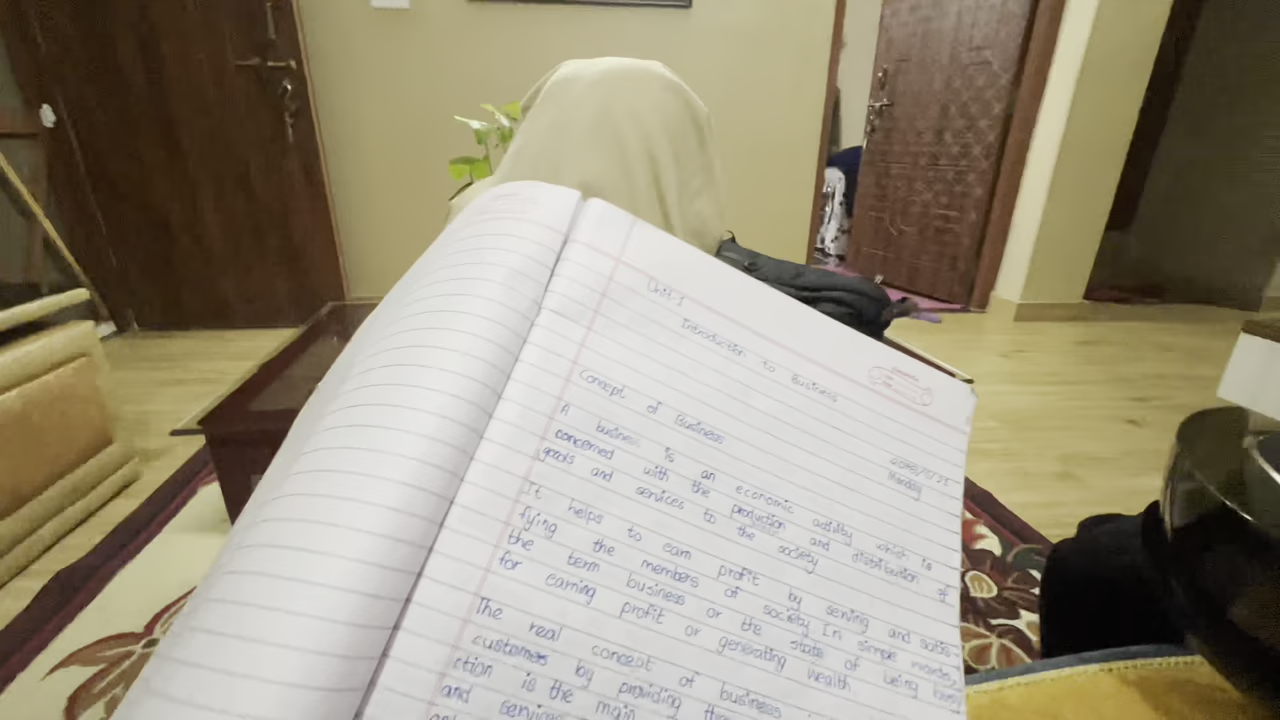 Unit-1
Introduction to Business
Concept of Business
Monday
A business is an economic activity which is
concerned with the production and distribution of
goods and services to the society
It helps to earn profit by serving and satis-
fying the members of society In simple words,
the term business or the state of being busy
for earning profit or generating wealth.
The real concept of business
customers by providing
ction is the main
and services